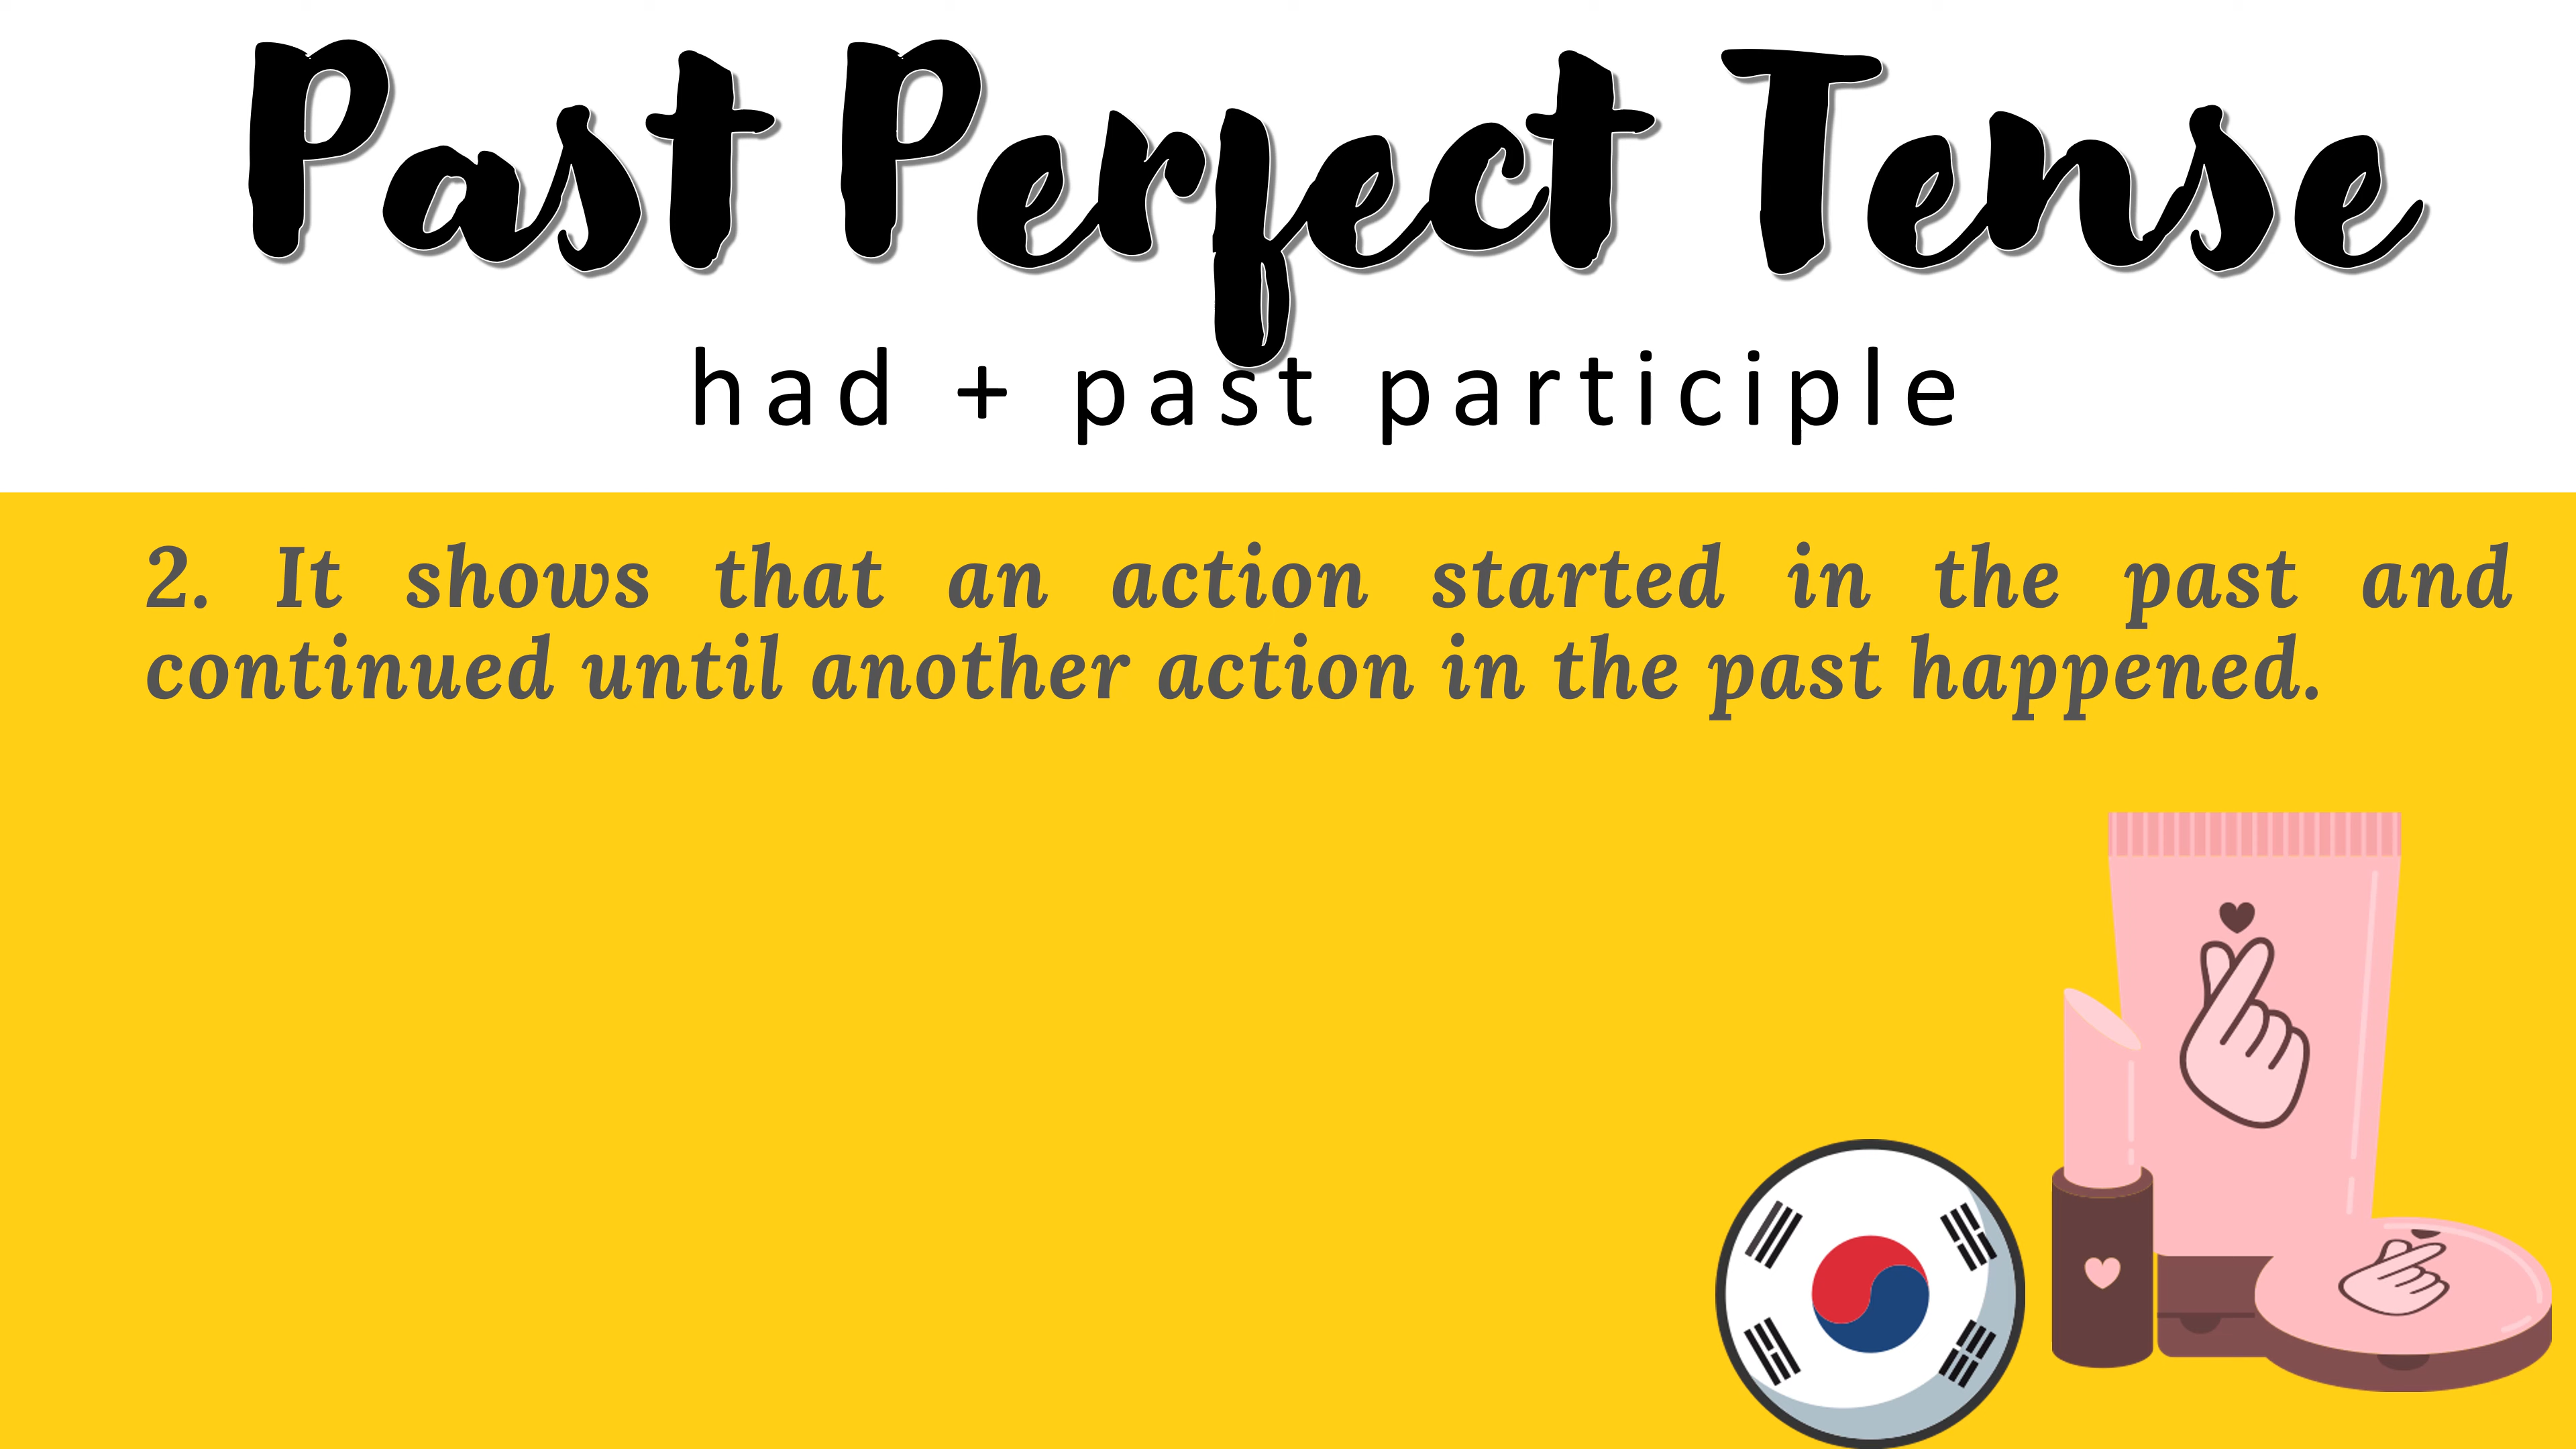 Past Perfect Tense
had + past participle
2. It shows that an action started in the past and
continued until another action in the past happened.